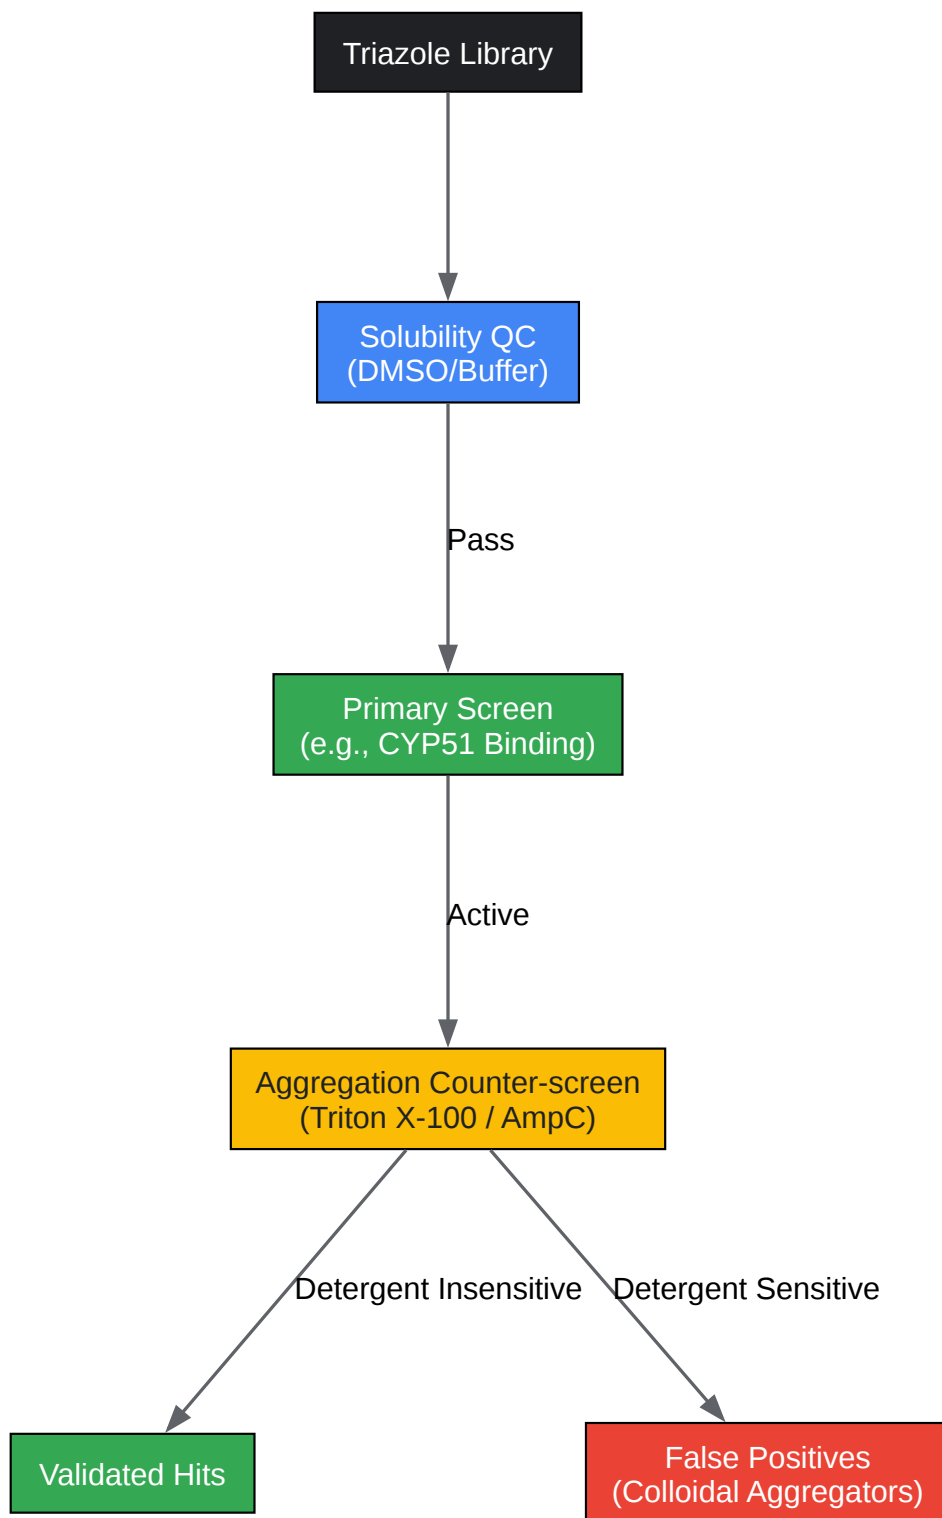 Triazole Library
Solubility QC
(DMSO/Buffer)
Pass
Primary Screen
(e.g., CYP51 Binding)
Active
Aggregation Counter-screen
(Triton X-100 / AmpC)
Detergent Insensitive
Detergent Sensitive
Validated Hits
False Positives
(Colloidal Aggregators)